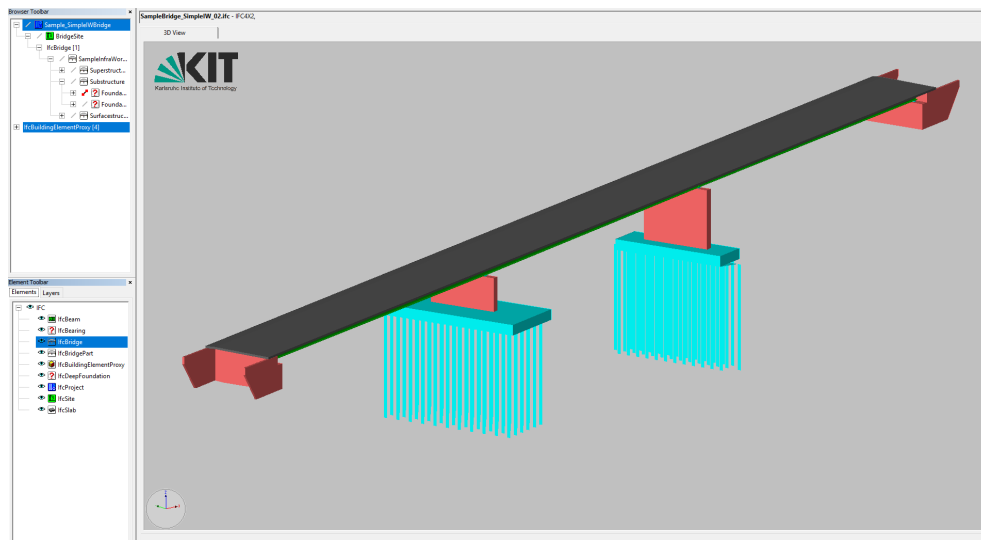 Browser Toolbar ×
Sample_SimpleIWBridge
BridgeSite
IfcBridge [1]
SampleInfraWor...
Superstruct...
Substructure
Founda...
Founda...
Surfacestruc...
IfcBuildingElementProxy [4]
Element Toolbar ×
Elements Layers
IFC
IfcBeam
IfcBearing
IfcBridge
IfcBridgePart
IfcBuildingElementProxy
IfcDeepFoundation
IfcProject
IfcSite
IfcSlab
SampleBridge_SimpleIW_02.ifc - IFC4X2,
3D View
KIT
Karlsruhe Institute of Technology